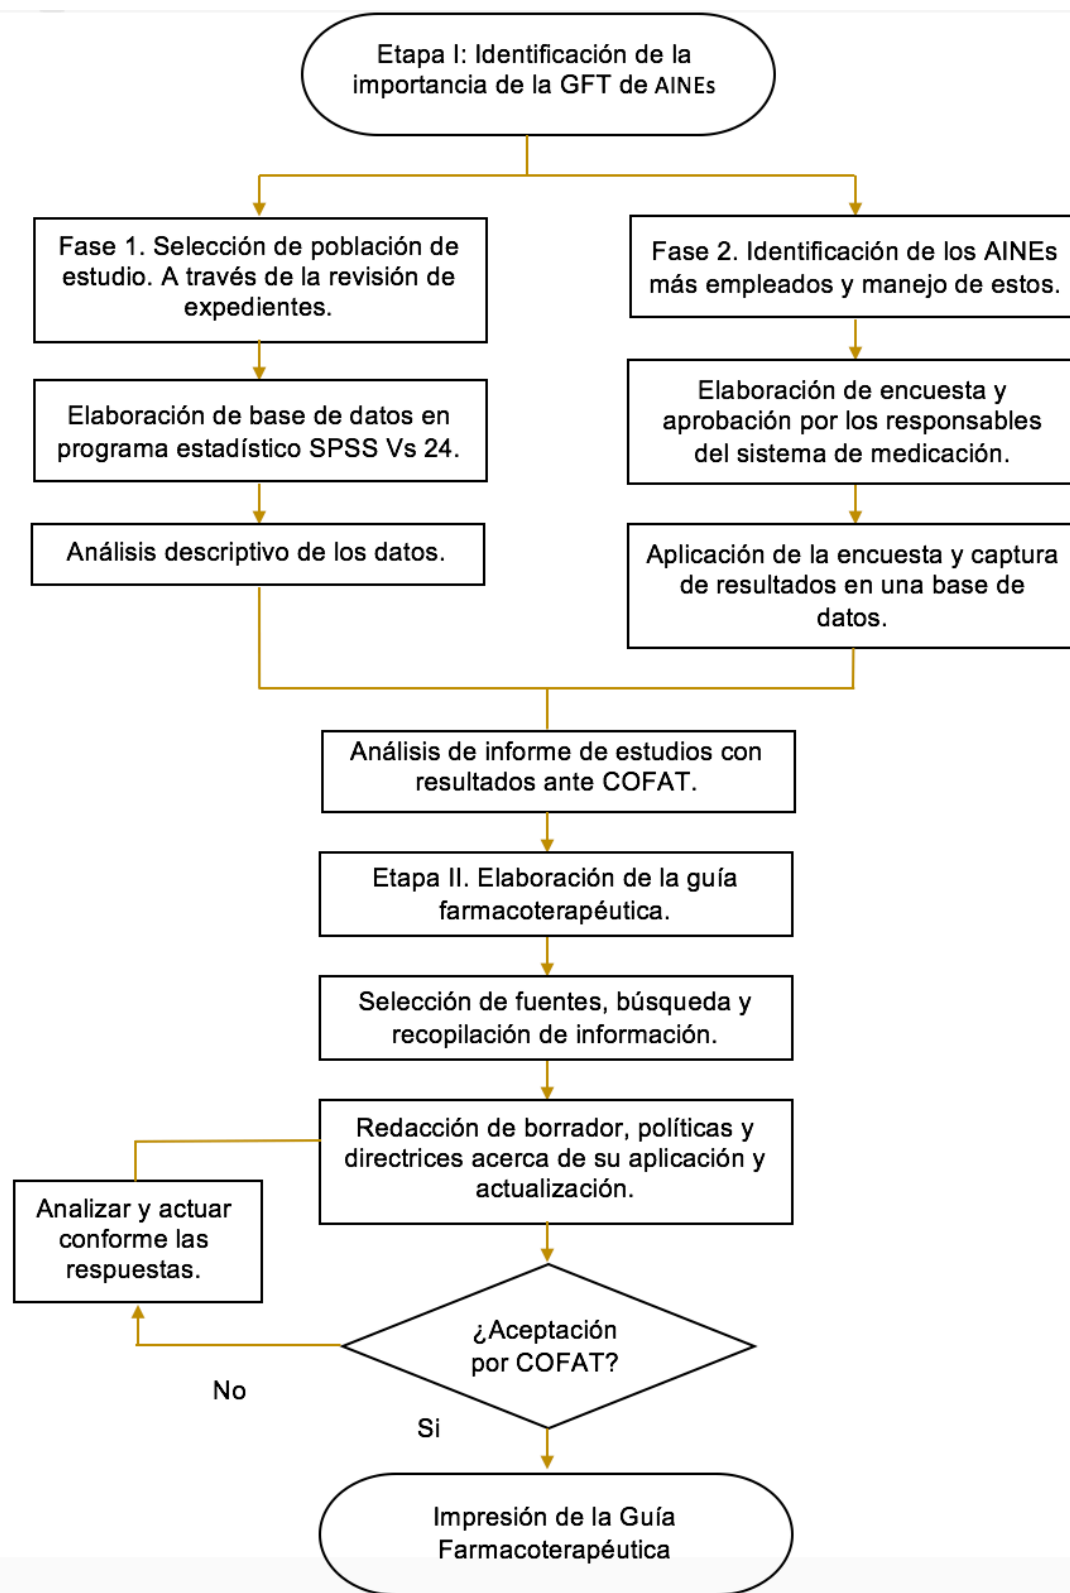 Etapa I: Identificación de la
importancia de la GFT de AINEs
Fase 1. Selección de población de
estudio. A través de la revisión de
expedientes.
Fase 2. Identificación de los AINEs
más empleados y manejo de estos.
Elaboración de base de datos en
programa estadístico SPSS Vs 24.
Elaboración de encuesta y
aprobación por los responsables
del sistema de medicación.
Análisis descriptivo de los datos.
Aplicación de la encuesta y captura
de resultados en una base de
datos.
Análisis de informe de estudios con
resultados ante COFAT.
Etapa II. Elaboración de la guía
farmacoterapéutica.
Selección de fuentes, búsqueda y
recopilación de información.
Redacción de borrador, políticas y
directrices acerca de su aplicación y
actualización.
Analizar y actuar
conforme las
respuestas.
¿Aceptación
por COFAT?
No
Si
Impresión de la Guía
Farmacoterapéutica